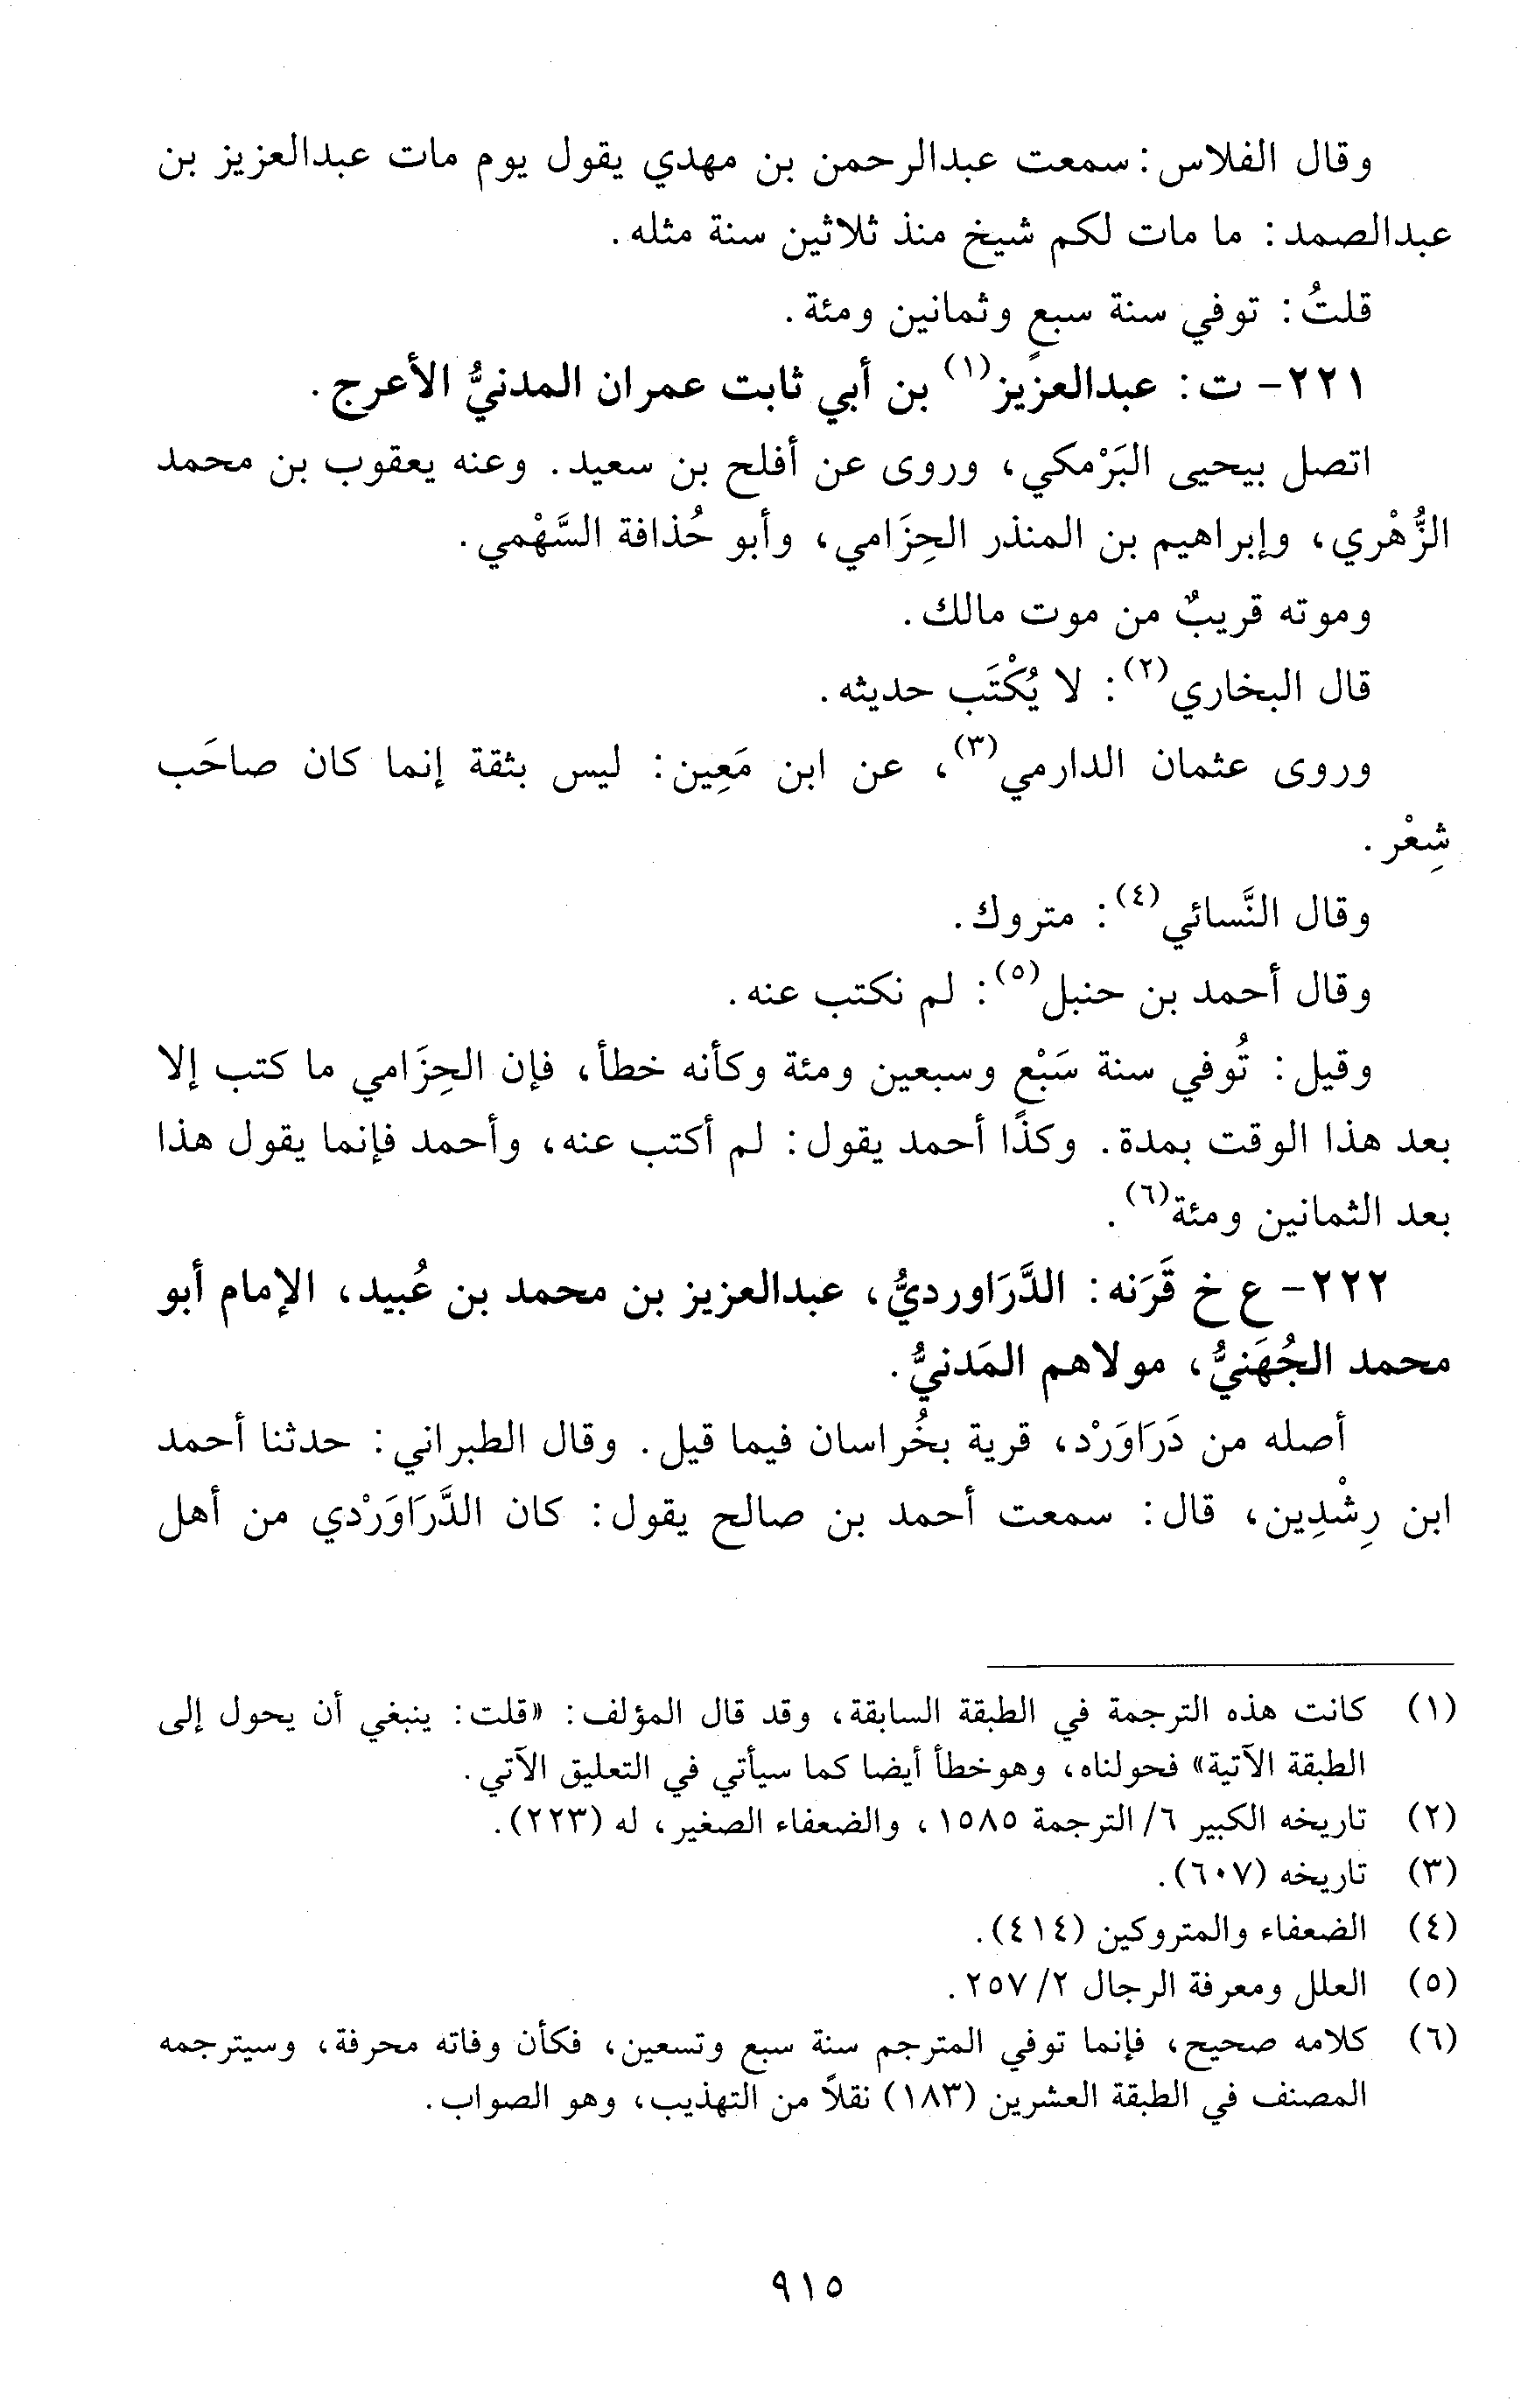 وقال الفلاس: سمعت عبدالرحمن بن مهدي يقول يوم مات عبدالعزيز بن
عبدالصمد: ما مات لكم شيخ منذ ثلاثين سنة مثله.
قلتُ: توفي سنة سبع وثمانين ومئة.
٢٢١- ت: عبدالعزيز(١) بن أبي ثابت عمران المدنيُّ الأعرج.
اتصل بيحيى البَرْمكي، وروى عن أفلح بن سعيد. وعنه يعقوب بن محمد
الزُّهْري، وإبراهيم بن المنذر الحِزَامي، وأبو حُذافة السَّهْمي.
وموته قريبٌ من موت مالك.
قال البخاري(٢): لا يُكْتَب حديثه.
وروى عثمان الدارمي(٣)، عن ابن مَعِين: ليس بثقة إنما كان صاحَب
شِعْر.
وقال النَّسائي(٤): متروك.
وقال أحمد بن حنبل(٥): لم نكتب عنه.
وقيل: تُوفي سنة سَبْع وسبعين ومئة وكأنه خطأ، فإن الحِزَامي ما كتب إلا
بعد هذا الوقت بمدة. وكذا أحمد يقول: لم أكتب عنه، وأحمد فإنما يقول هذا
بعد الثمانين ومئة(٦).
٢٢٢- ع خ قَرَنه: الدَّرَاورديُّ، عبدالعزيز بن محمد بن عُبيد، الإمام أبو
محمد الجُهَنيُّ، مولاهم المَدنيُّ.
أصله من دَرَاوَرْد، قرية بخُراسان فيما قيل. وقال الطبراني: حدثنا أحمد
ابن رِشْدِين، قال: سمعت أحمد بن صالح يقول: كان الدَّرَاوَرْدي من أهل
(١) كانت هذه الترجمة في الطبقة السابقة، وقد قال المؤلف: «قلت: ينبغي أن يحول إلى
الطبقة الآتية» فحولناه، وهو خطأ أيضا كما سيأتي في التعليق الآتي.
(٢) تاريخه الكبير ٦/ الترجمة ١٥٨٥، والضعفاء الصغير، له (٢٢٣).
(٣) تاريخه (٦٠٧).
(٤) الضعفاء والمتروكين (٤١٤).
(٥) العلل ومعرفة الرجال ٢/ ٢٥٧.
(٦) كلامه صحيح، فإنما توفي المترجم سنة سبع وتسعين، فكأن وفاته محرفة، وسيترجمه
المصنف في الطبقة العشرين (١٨٣) نقلاً من التهذيب، وهو الصواب.
٩١٥